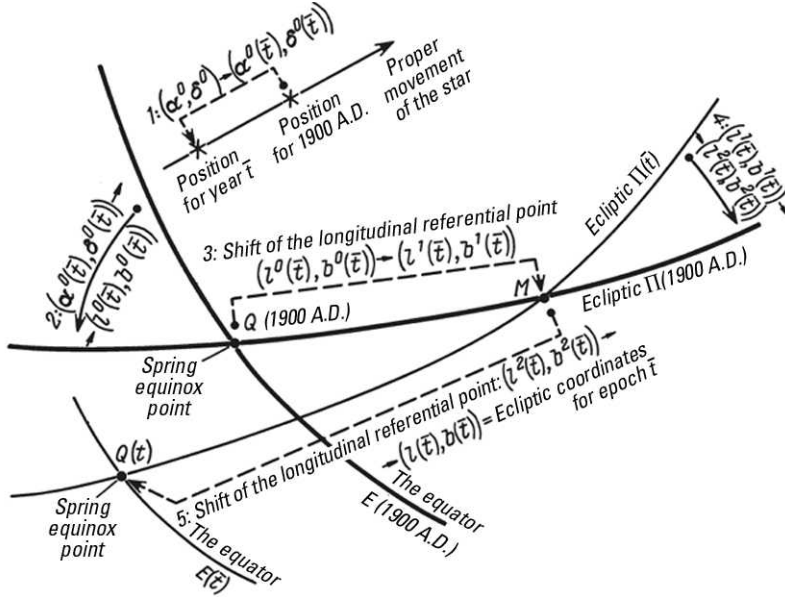 1: (α⁰, δ⁰)→(α⁰(t̄), δ⁰(t̄))
Proper
movement
of the star
Position
for 1900 A.D.
Position
for year t̄
2: (α⁰(t̄), δ⁰(t̄))→
→(l⁰(t̄), b⁰(t̄))
3: Shift of the longitudinal referential point
(l⁰(t̄), b⁰(t̄))→(l¹(t̄), b¹(t̄))
4: (l¹(t̄), b¹(t̄))→
→(l²(t̄), b²(t̄))
Ecliptic Π(t̄)
M
Ecliptic Π(1900 A.D.)
Q (1900 A.D.)
Spring
equinox
point
5: Shift of the longitudinal referential point: (l²(t̄), b²(t̄))→
→(l(t̄), b(t̄)) = Ecliptic coordinates
for epoch t̄
Q(t)
Spring
equinox
point
The equator
E(t̄)
The equator
E (1900 A.D.)